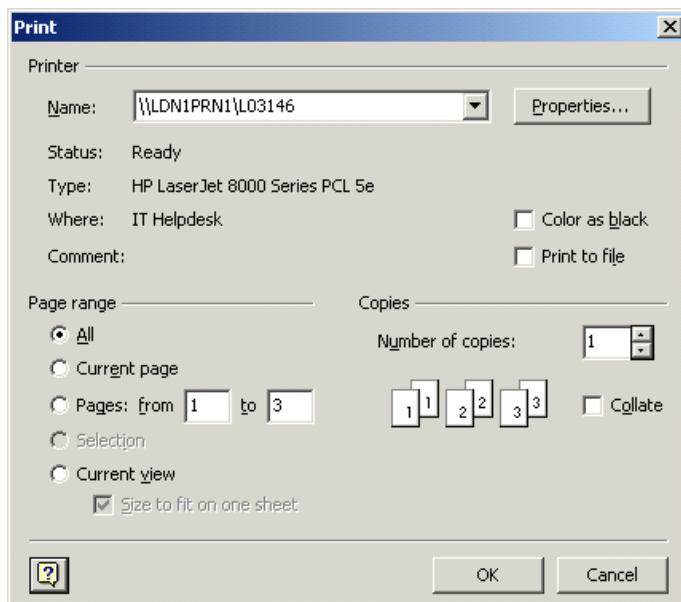 Print
Printer
Name: \\LDN1PRN1\L03146 Properties...
Status: Ready
Type: HP LaserJet 8000 Series PCL 5e
Where: IT Helpdesk Color as black
Comment: Print to file
Page range Copies
All Number of copies: 1
Current page
Pages: from 1 to 3 1 1 2 2 3 3 Collate
Selection
Current view
Size to fit on one sheet
? OK Cancel